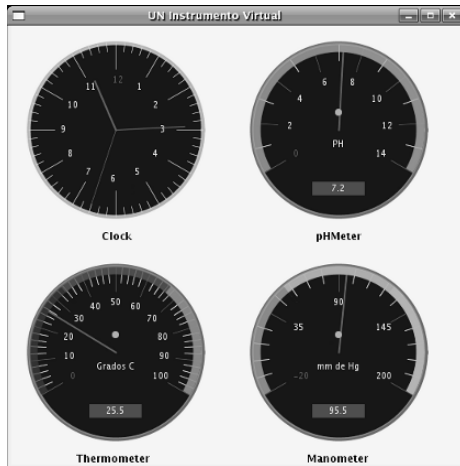 UN Instrumento Virtual
12
11 1
10 2
9 3
8 4
7 5
6
Clock
6 8
4 10
2 12
0 14
PH
7.2
pHMeter
50
40 60
30 70
20 80
10 90
0 100
Grados C
25.5
Thermometer
90
35 145
-20 200
mm de Hg
95.5
Manometer